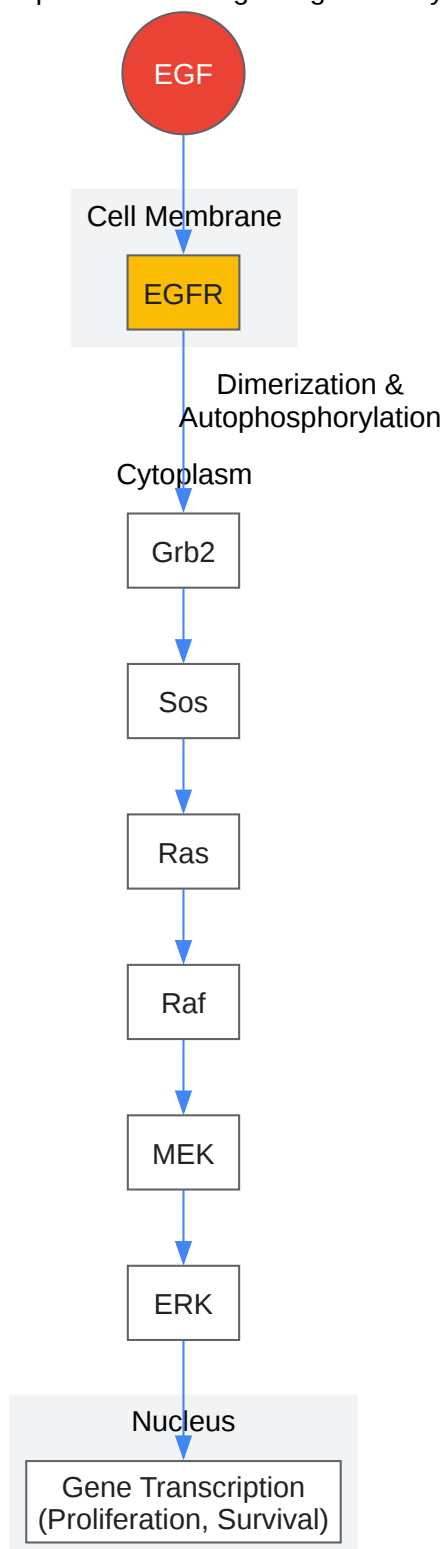 EGF
Cell Membrane
EGFR
Dimerization &
Autophosphorylation
Cytoplasm
Grb2
Sos
Ras
Raf
MEK
ERK
Nucleus
Gene Transcription
(Proliferation, Survival)